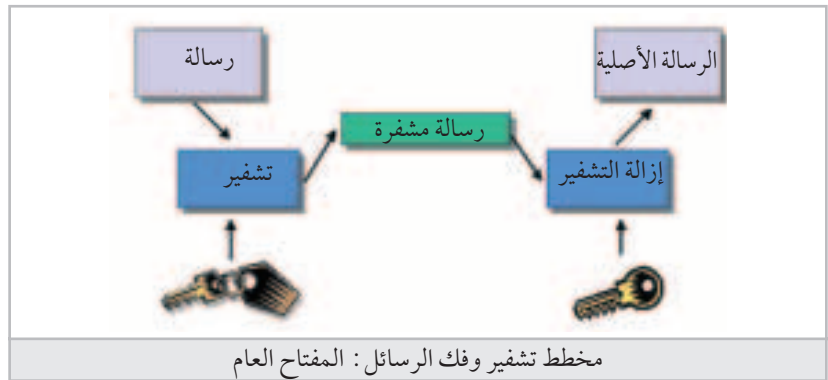 رسالة
الرسالة الأصلية
رسالة مشفرة
تشفير
إزالة التشفير
مخطط تشفير وفك الرسائل: المفتاح العام